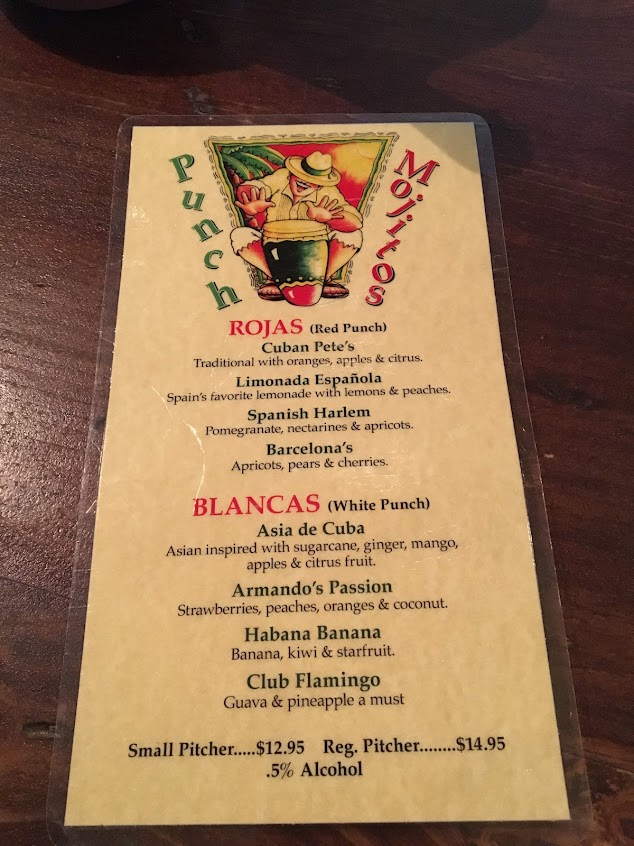 Punch
Mojitos
ROJAS (Red Punch)
Cuban Pete's
Traditional with oranges, apples & citrus.
Limonada Española
Spain's favorite lemonade with lemons & peaches.
Spanish Harlem
Pomegranate, nectarines & apricots.
Barcelona's
Apricots, pears & cherries.
BLANCAS (White Punch)
Asia de Cuba
Asian inspired with sugarcane, ginger, mango,
apples & citrus fruit.
Armando's Passion
Strawberries, peaches, oranges & coconut.
Habana Banana
Banana, kiwi & starfruit.
Club Flamingo
Guava & pineapple a must
Small Pitcher.....$12.95 Reg. Pitcher........$14.95
.5% Alcohol